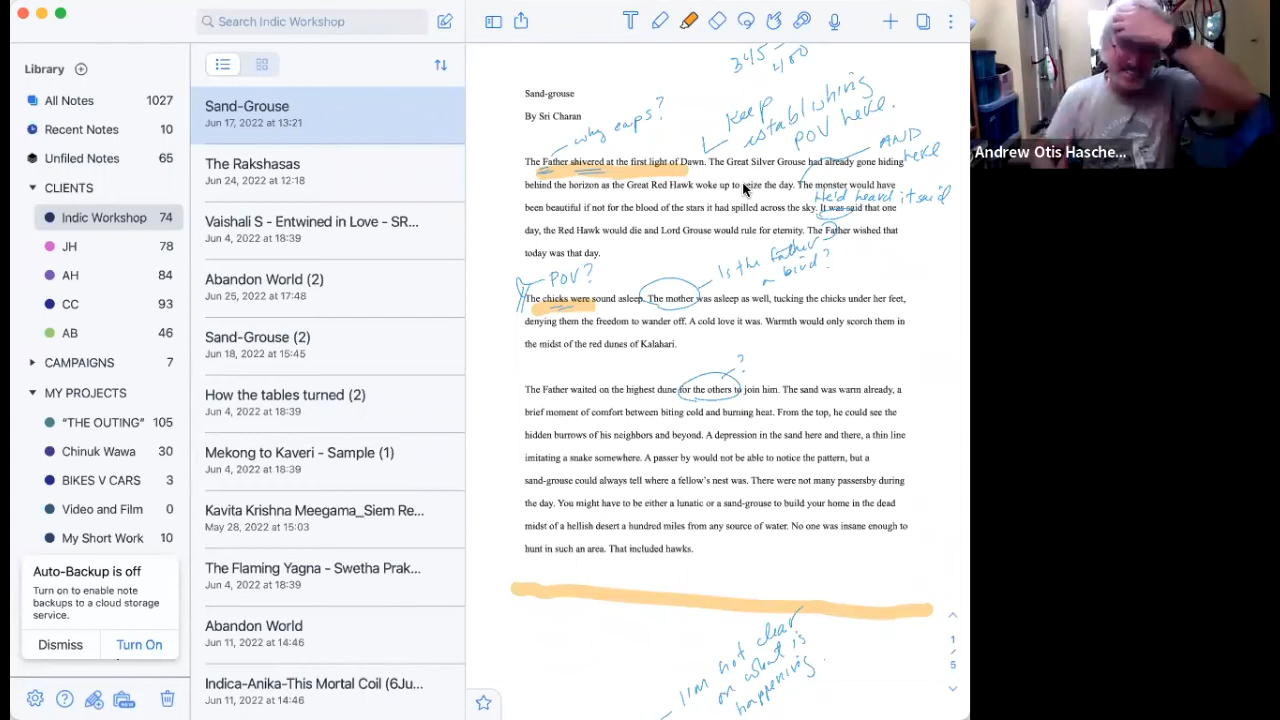 Search Indic Workshop
Library
All Notes 1027
Recent Notes 10
Unfiled Notes 65
CLIENTS
Indic Workshop 74
JH 78
AH 84
CC 93
AB 46
CAMPAIGNS 7
MY PROJECTS
“THE OUTING” 105
Chinuk Wawa 30
BIKES V CARS 3
Video and Film 0
My Short Work 10
Auto-Backup is off
Turn on to enable note
backups to a cloud storage
service.
Dismiss Turn On
Sand-Grouse
Jun 17, 2022 at 13:21
The Rakshasas
Jun 24, 2022 at 12:18
Vaishali S - Entwined in Love - SR...
Jun 4, 2022 at 18:39
Abandon World (2)
Jun 25, 2022 at 17:48
Sand-Grouse (2)
Jun 18, 2022 at 15:45
How the tables turned (2)
Jun 4, 2022 at 18:39
Mekong to Kaveri - Sample (1)
Jun 4, 2022 at 18:39
Kavita Krishna Meegama_Siem Re...
May 28, 2022 at 15:03
The Flaming Yagna - Swetha Prak...
Jun 4, 2022 at 18:39
Abandon World
Jun 11, 2022 at 14:46
Indica-Anika-This Mortal Coil (6Ju...
345-400
Sand-grouse
By Sri Charan
why caps?
Keep
establishing
POV here.
AND
here
The Father shivered at the first light of Dawn. The Great Silver Grouse had already gone hiding
behind the horizon as the Great Red Hawk woke up to seize the day. The monster would have
He'd heard it said
been beautiful if not for the blood of the stars it had spilled across the sky. It was said that one
day, the Red Hawk would die and Lord Grouse would rule for eternity. The Father wished that
today was that day.
Is the Father
a bird?
POV?
The chicks were sound asleep. The mother was asleep as well, tucking the chicks under her feet,
denying them the freedom to wander off. A cold love it was. Warmth would only scorch them in
the midst of the red dunes of Kalahari.
?
The Father waited on the highest dune for the others to join him. The sand was warm already, a
brief moment of comfort between biting cold and burning heat. From the top, he could see the
hidden burrows of his neighbors and beyond. A depression in the sand here and there, a thin line
imitating a snake somewhere. A passer by would not be able to notice the pattern, but a
sand-grouse could always tell where a fellow’s nest was. There were not many passersby during
the day. You might have to be either a lunatic or a sand-grouse to build your home in the dead
midst of a hellish desert a hundred miles from any source of water. No one was insane enough to
hunt in such an area. That included hawks.
I'm not clear
on what is
happening.
1
/
5
Andrew Otis Hasche...